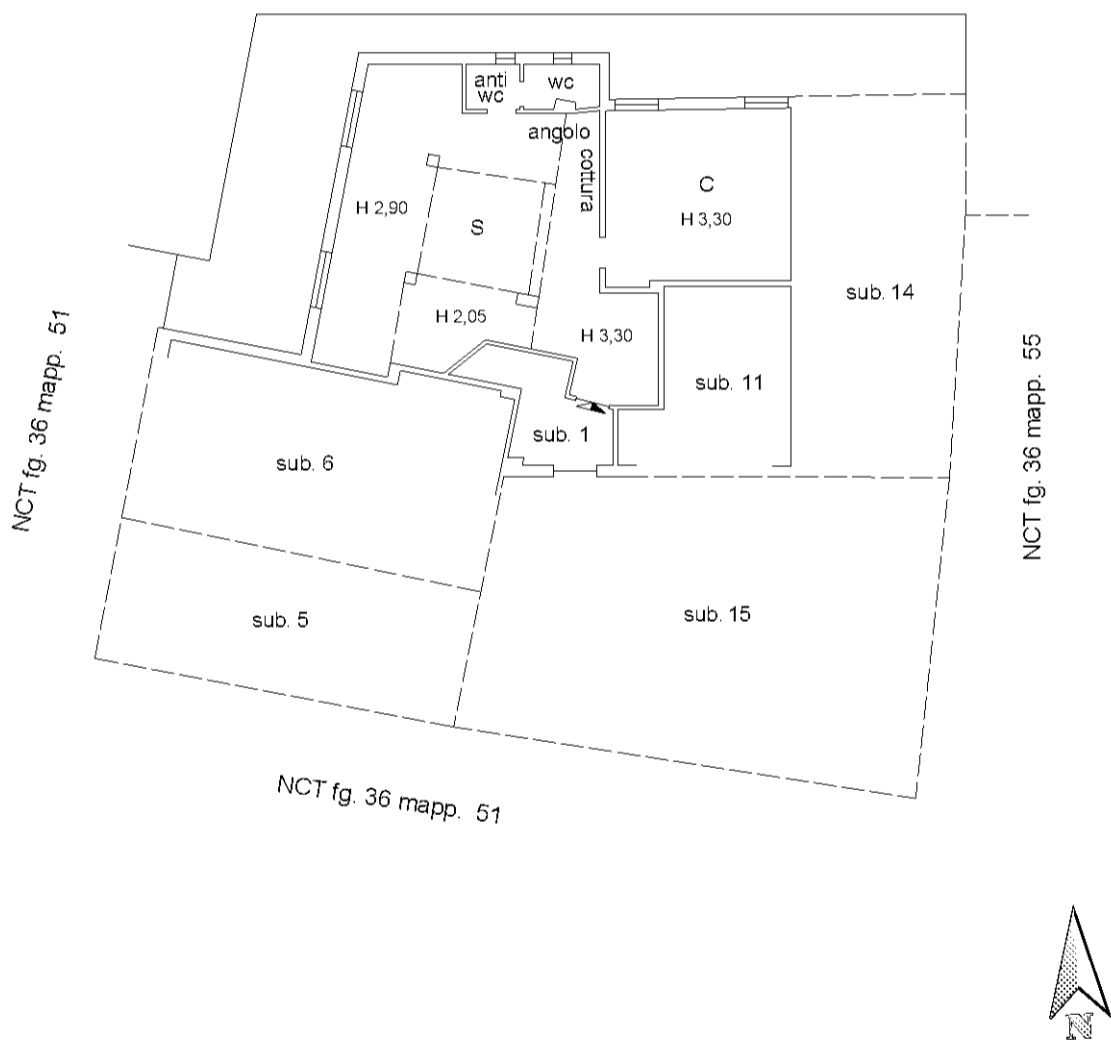 anti
wc
wc
angolo
cottura
C
H 3,30
H 2,90
S
H 2,05
H 3,30
sub. 14
sub. 11
sub. 1
sub. 6
sub. 5
sub. 15
NCT fg. 36 mapp. 51
NCT fg. 36 mapp. 55
NCT fg. 36 mapp. 51
N